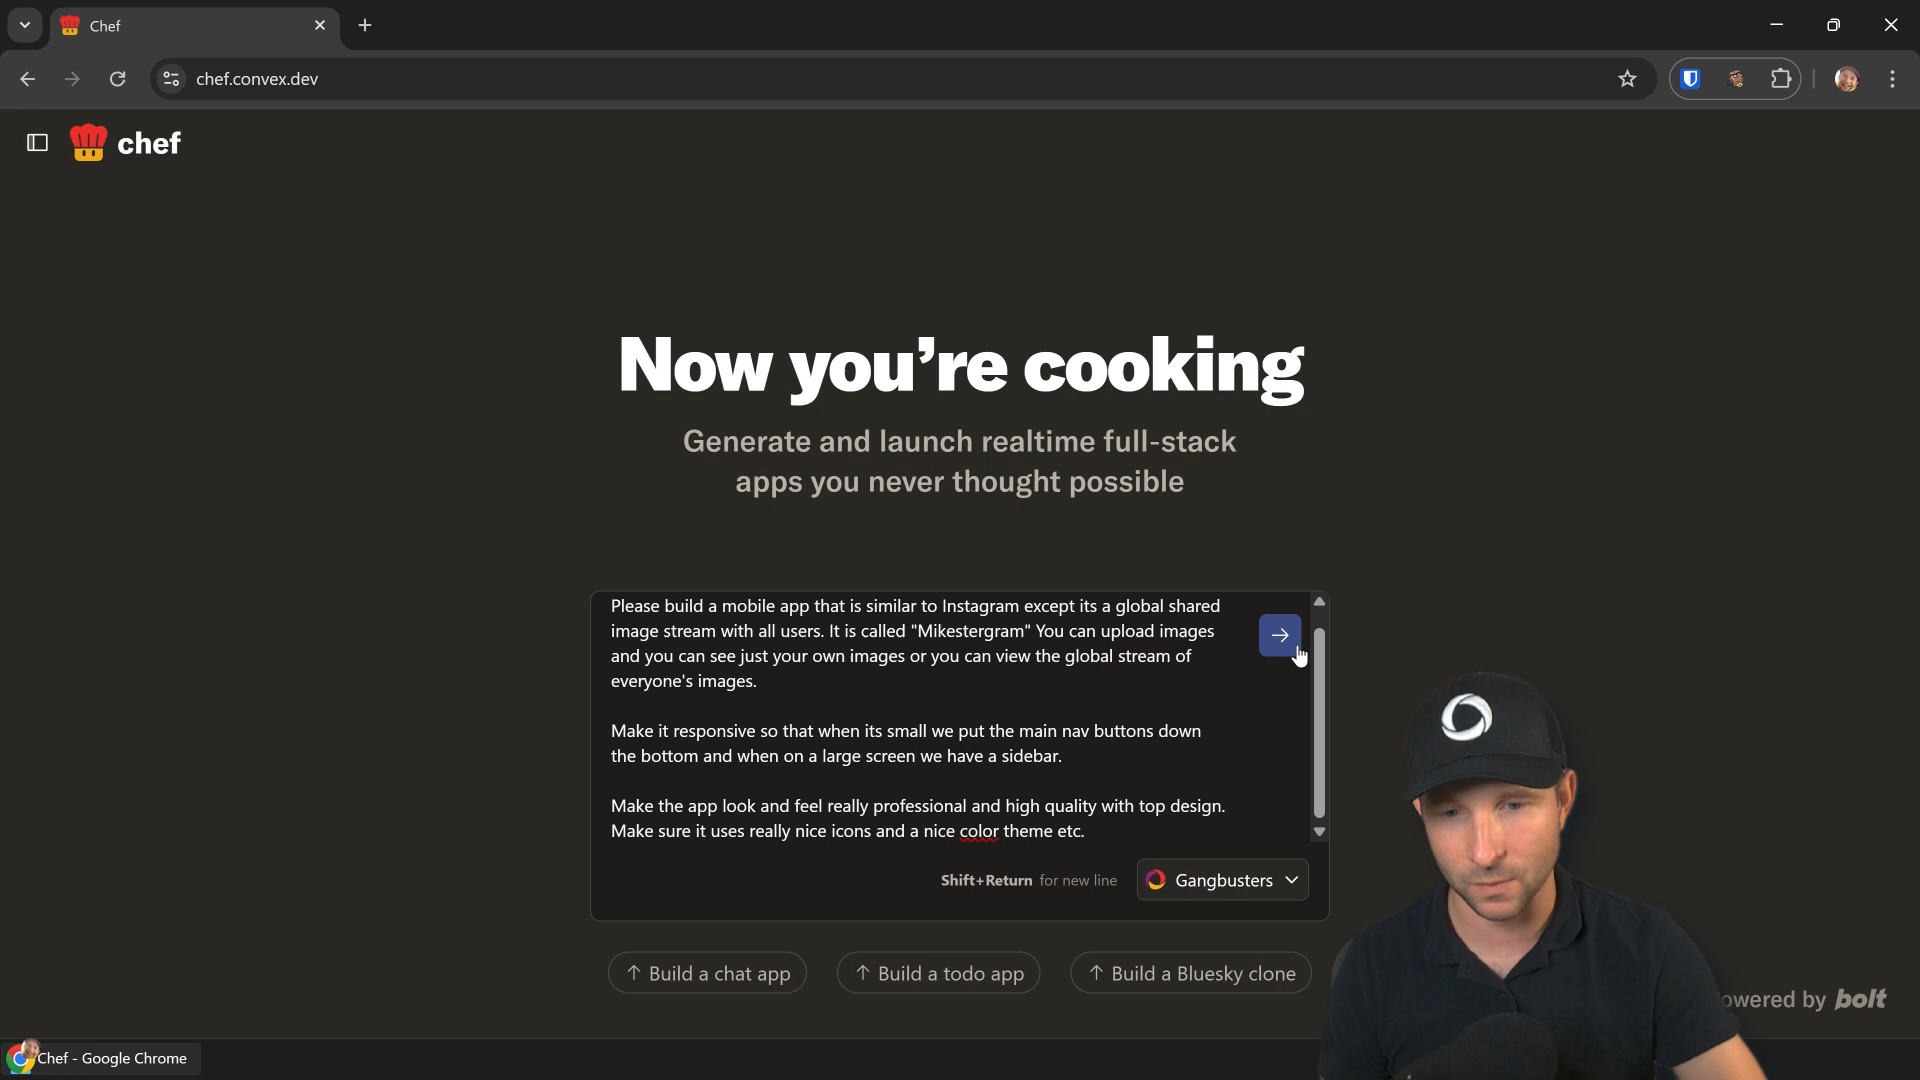 Chef
chef.convex.dev
chef
Now you're cooking
Generate and launch realtime full-stack
apps you never thought possible
Please build a mobile app that is similar to Instagram except its a global shared
image stream with all users. It is called "Mikestergram" You can upload images
and you can see just your own images or you can view the global stream of
everyone's images.
Make it responsive so that when its small we put the main nav buttons down
the bottom and when on a large screen we have a sidebar.
Make the app look and feel really professional and high quality with top design.
Make sure it uses really nice icons and a nice color theme etc.
Shift+Return for new line
Gangbusters
Build a chat app
Build a todo app
Build a Bluesky clone
owered by bolt
Chef - Google Chrome